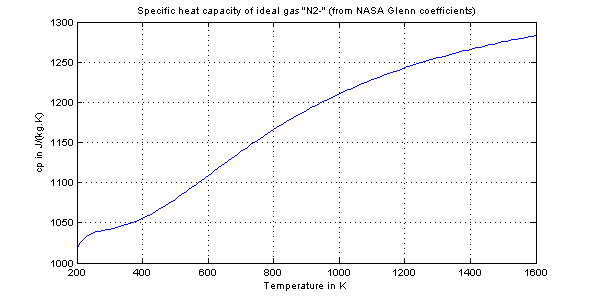 Specific heat capacity of ideal gas "N2-" (from NASA Glenn coefficients)
1300
1250
1200
1150
1100
1050
1000
cp in J/(kg.K)
200 400 600 800 1000 1200 1400 1600
Temperature in K